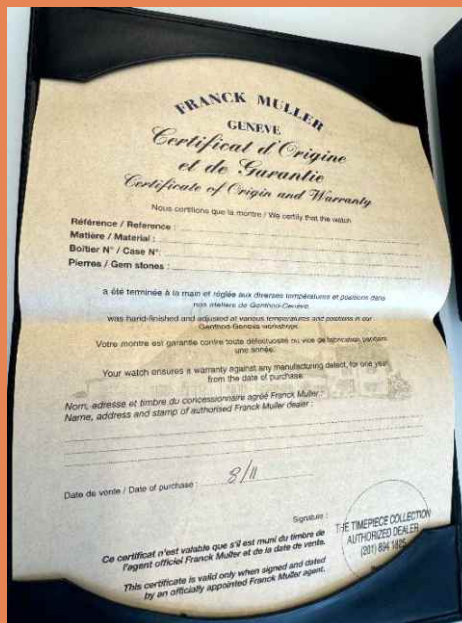 FRANCK MULLER
GENEVE
Certificat d'Origine
et de Garantie
Certificate of Origin and Warranty
Nous certifions que la montre / We certify that the watch
Référence / Reference :
Matière / Material :
Boîtier N° / Case N° :
Pierres / Gem stones :
a été terminée à la main et réglée aux diverses températures et positions dans
nos ateliers de Genthod-Genève.
was hand-finished and adjusted at various temperatures and positions in our
Genthod-Geneva workshops.
Votre montre est garantie contre toute défectuosité ou vice de fabrication pendant
une année.
Your watch ensures a warranty against any manufacturing defect, for one year
from the date of purchase.
Nom, adresse et timbre du concessionnaire agréé Franck Muller :
Name, address and stamp of authorised Franck Muller dealer :
Date de vente / Date of purchase : 8/11
Signature :
THE TIMEPIECE COLLECTION
AUTHORIZED DEALER
(201) 894
Ce certificat n'est valable que s'il est muni du timbre de
l'agent officiel Franck Muller et de la date de vente.
This certificate is valid only when signed and dated
by an officially appointed Franck Muller agent.